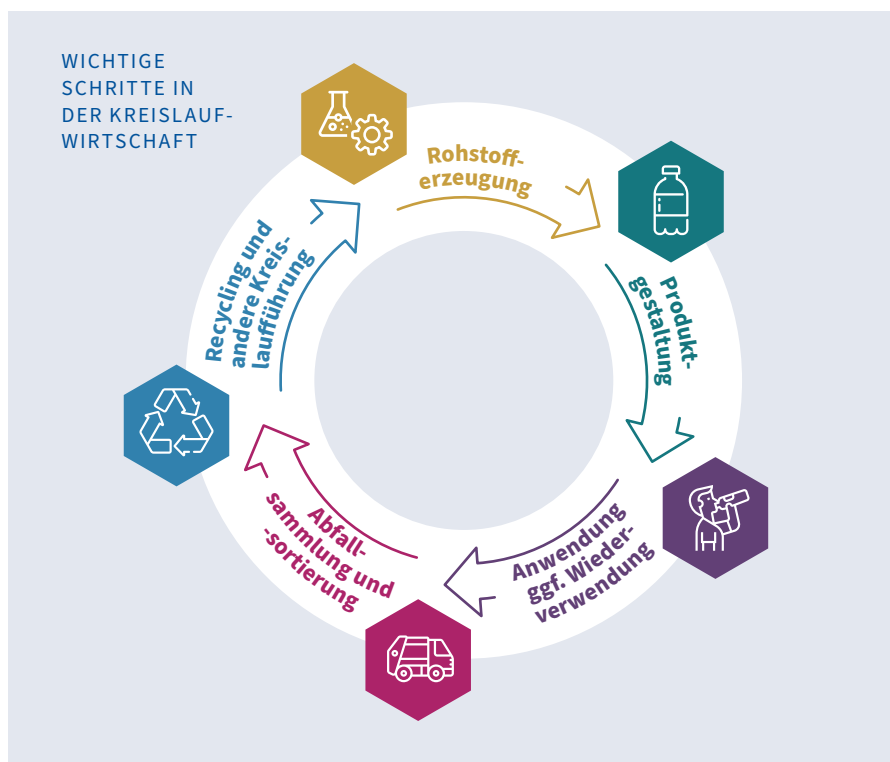 WICHTIGE
SCHRITTE IN
DER KREISLAUF-
WIRTSCHAFT
Rohstoff-
erzeugung
Produkt-
gestaltung
Anwendung
ggf. Wieder-
verwendung
Abfall-
sammlung und
-sortierung
Recycling und
andere Kreis-
laufführung